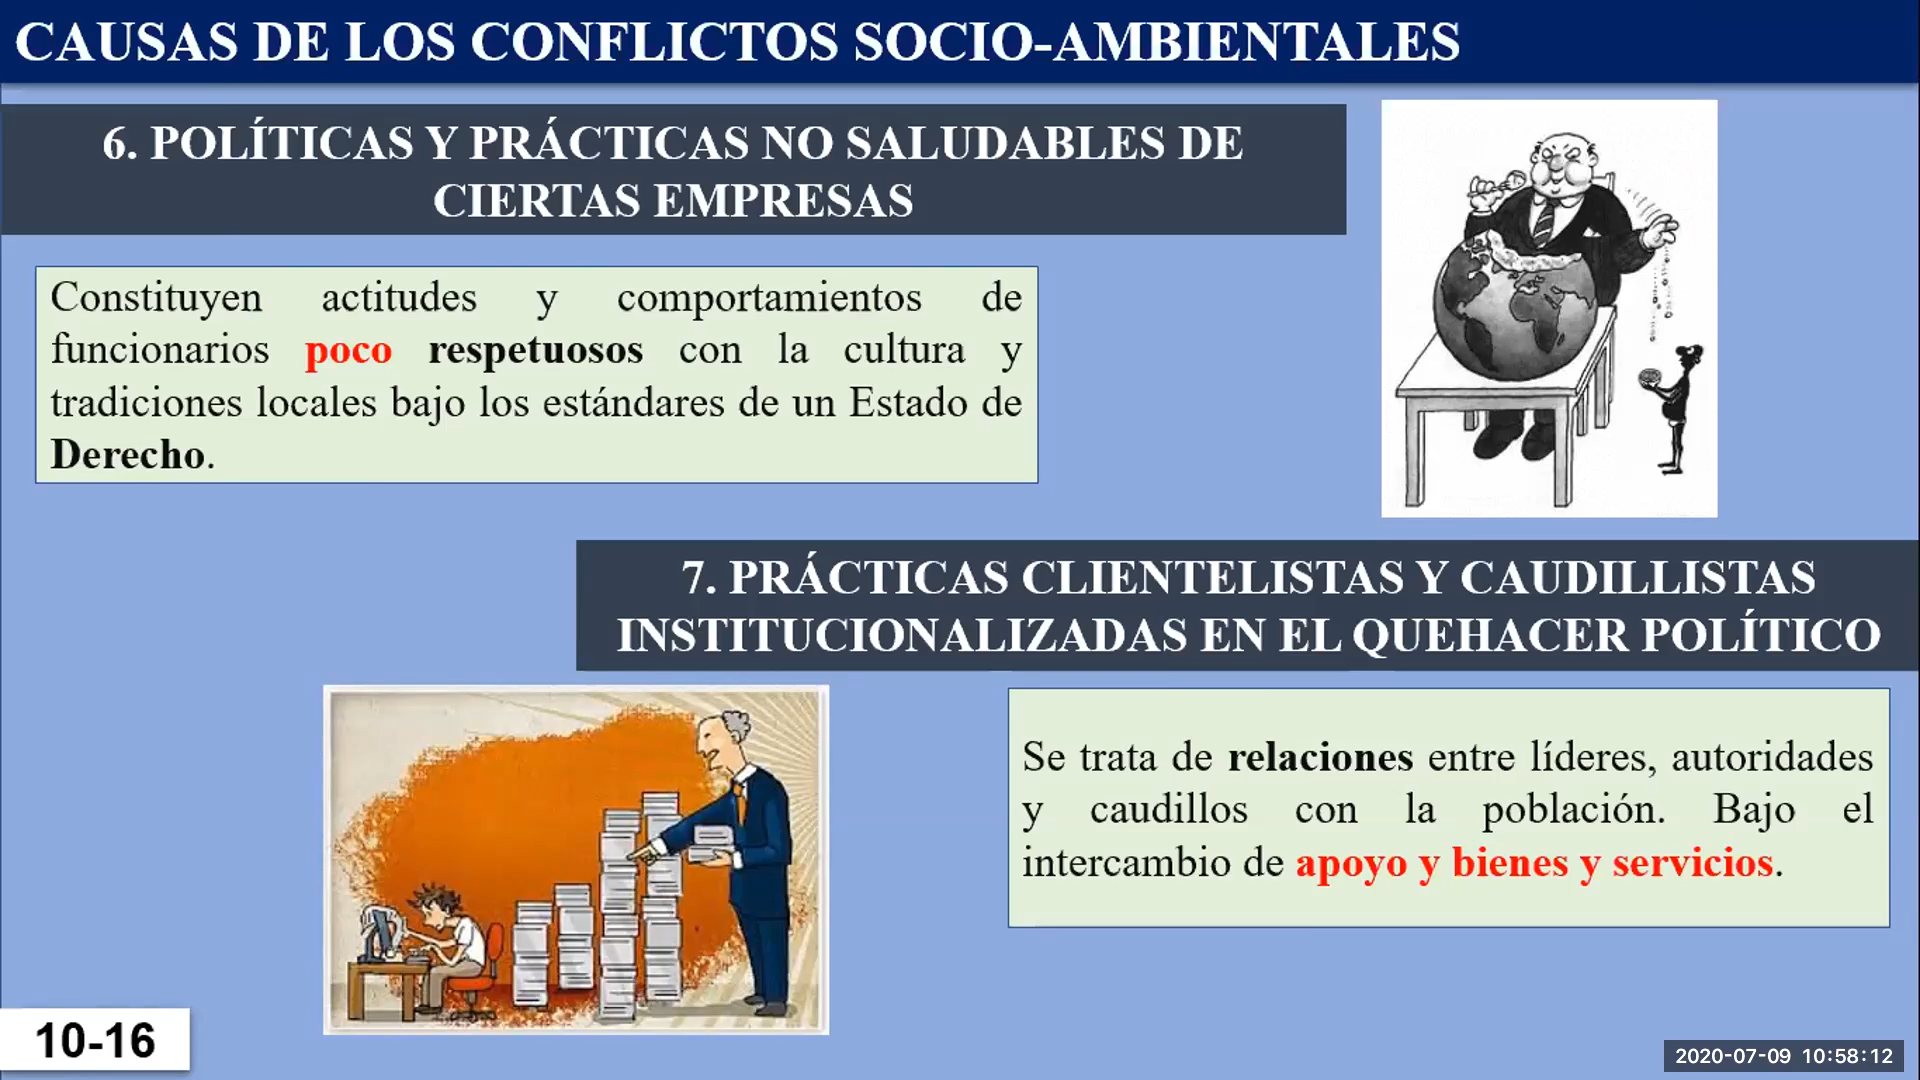 CAUSAS DE LOS CONFLICTOS SOCIO-AMBIENTALES
6. POLÍTICAS Y PRÁCTICAS NO SALUDABLES DE
CIERTAS EMPRESAS
Constituyen actitudes y comportamientos de
funcionarios poco respetuosos con la cultura y
tradiciones locales bajo los estándares de un Estado de
Derecho.
7. PRÁCTICAS CLIENTELISTAS Y CAUDILLISTAS
INSTITUCIONALIZADAS EN EL QUEHACER POLÍTICO
Se trata de relaciones entre líderes, autoridades
y caudillos con la población. Bajo el
intercambio de apoyo y bienes y servicios.
10-16
2020-07-09 10:58:12